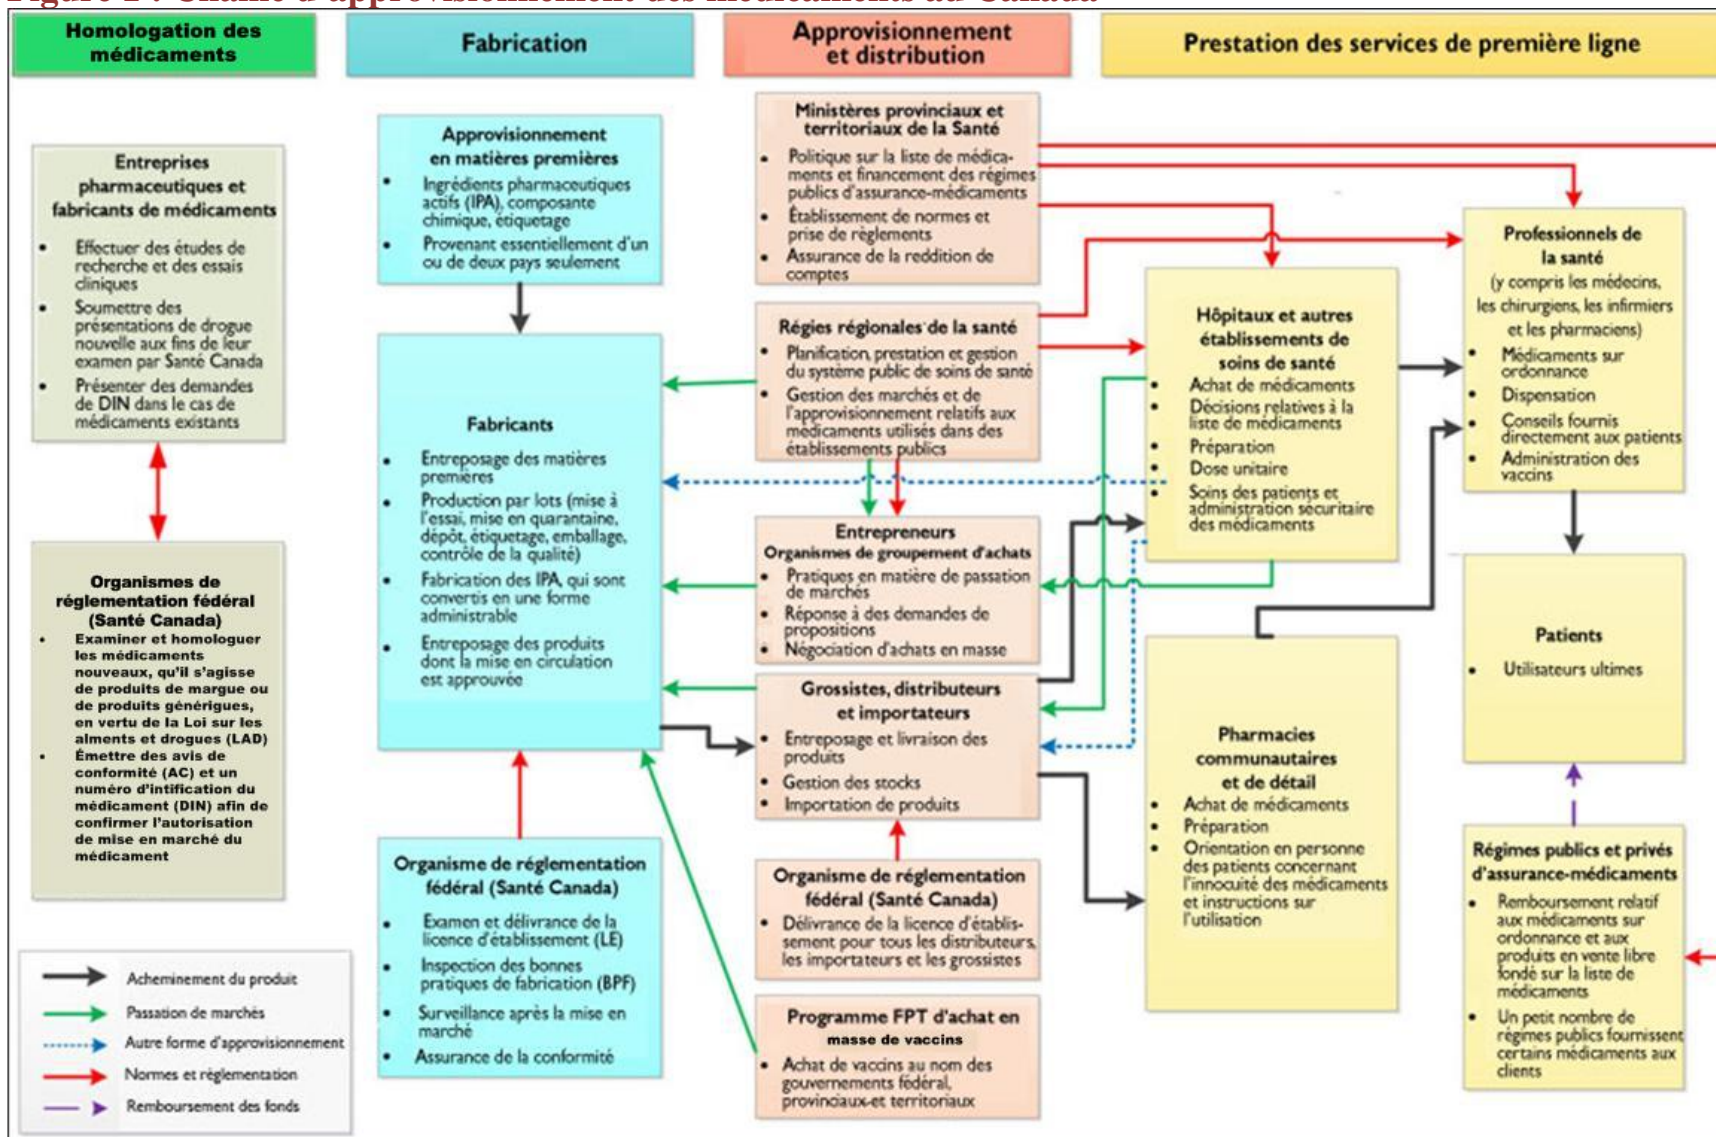 Figure 1 : Chaîne d'approvisionnement des médicaments au Canada
Homologation des
médicaments
Fabrication
Approvisionnement
et distribution
Prestation des services de première ligne
Entreprises
pharmaceutiques et
fabricants de médicaments
• Effectuer des études de
recherche et des essais
cliniques
• Soumettre des
présentations de drogue
nouvelle aux fins de leur
examen par Santé Canada
• Présenter des demandes
de DIN dans le cas de
médicaments existants
Organismes de
réglementation fédéral
(Santé Canada)
• Examiner et homologuer
les médicaments
nouveaux, qu'il s'agisse
de produits de margue ou
de produits générigues,
en vertu de la Loi sur les
alments et drogues (LAD)
• Émettre des avis de
conformité (AC) et un
numéro d'intification du
médicament (DIN) afin de
confirmer l'autorisation
de mise en marché du
médicament
Acheminement du produit
Passation de marchés
Autre forme d'approvisionnement
Normes et règlementation
Remboursement des fonds
Approvisionnement
en matières premières
• Ingrédients pharmaceutiques
actifs (IPA), composante
chimique, étiquetage
• Provenant essentiellement d'un
ou de deux pays seulement
Fabricants
• Entreposage des matières
premières
• Production par lots (mise à
l'essai, mise en quarantaine,
dépôt, étiquetage, emballage,
contrôle de la qualité)
• Fabrication des IPA, qui sont
convertis en une forme
administrable
• Entreposage des produits
dont la mise en circulation
est approuvée
Organisme de réglementation
fédéral (Santé Canada)
• Examen et délivrance de la
licence d'établissement (LE)
• Inspection des bonnes
pratiques de fabrication (BPF)
• Surveillance après la mise en
marché
• Assurance de la conformité
Ministères provinciaux et
territoriaux de la Santé
• Politique sur la liste de médica-
ments et financement des régimes
publics d'assurance-médicaments
• Établissement de normes et
prise de règlements
• Assurance de la reddition de
comptes
Régies régionales de la santé
• Planification, prestation et gestion
du système public de soins de santé
• Gestion des marchés et de
l'approvisionnement relatifs aux
médicaments utilisés dans des
établissements publics
Entrepreneurs
Organismes de groupement d'achats
• Pratiques en matière de passation
de marchés
• Réponse à des demandes de
propositions
• Négociation d'achats en masse
Grossistes, distributeurs
et importateurs
• Entreposage et livraison des
produits
• Gestion des stocks
• Importation de produits
Organisme de réglementation
fédéral (Santé Canada)
• Délivrance de la licence d'établis-
sement pour tous les distributeurs,
les importateurs et les grossistes
Programme FPT d'achat en
masse de vaccins
• Achat de vaccins au nom des
gouvernements fédéral,
provinciaux et territoriaux
Hôpitaux et autres
établissements de
soins de santé
• Achat de médicaments
• Décisions relatives à la
liste de médicaments
• Préparation
• Dose unitaire
• Soins des patients et
administration sécuritaire
des médicaments
Pharmacies
communautaires
et de détail
• Achat de médicaments
• Préparation
• Orientation en personne
des patients concernant
l'innocuité des médicaments
et instructions sur
l'utilisation
Professionnels de
la santé
(y compris les médecins,
les chirurgiens, les infirmiers
et les pharmaciens)
• Médicaments sur
ordonnance
• Dispensation
• Conseils fournis
directement aux patients
• Administration des
vaccins
Patients
• Utilisateurs ultimes
Régimes publics et privés
d'assurance-médicaments
• Remboursement relatif
aux médicaments sur
ordonnance et aux
produits en vente libre
fondé sur la liste de
médicaments
• Un petit nombre de
régimes publics fournissent
certains médicaments aux
clients